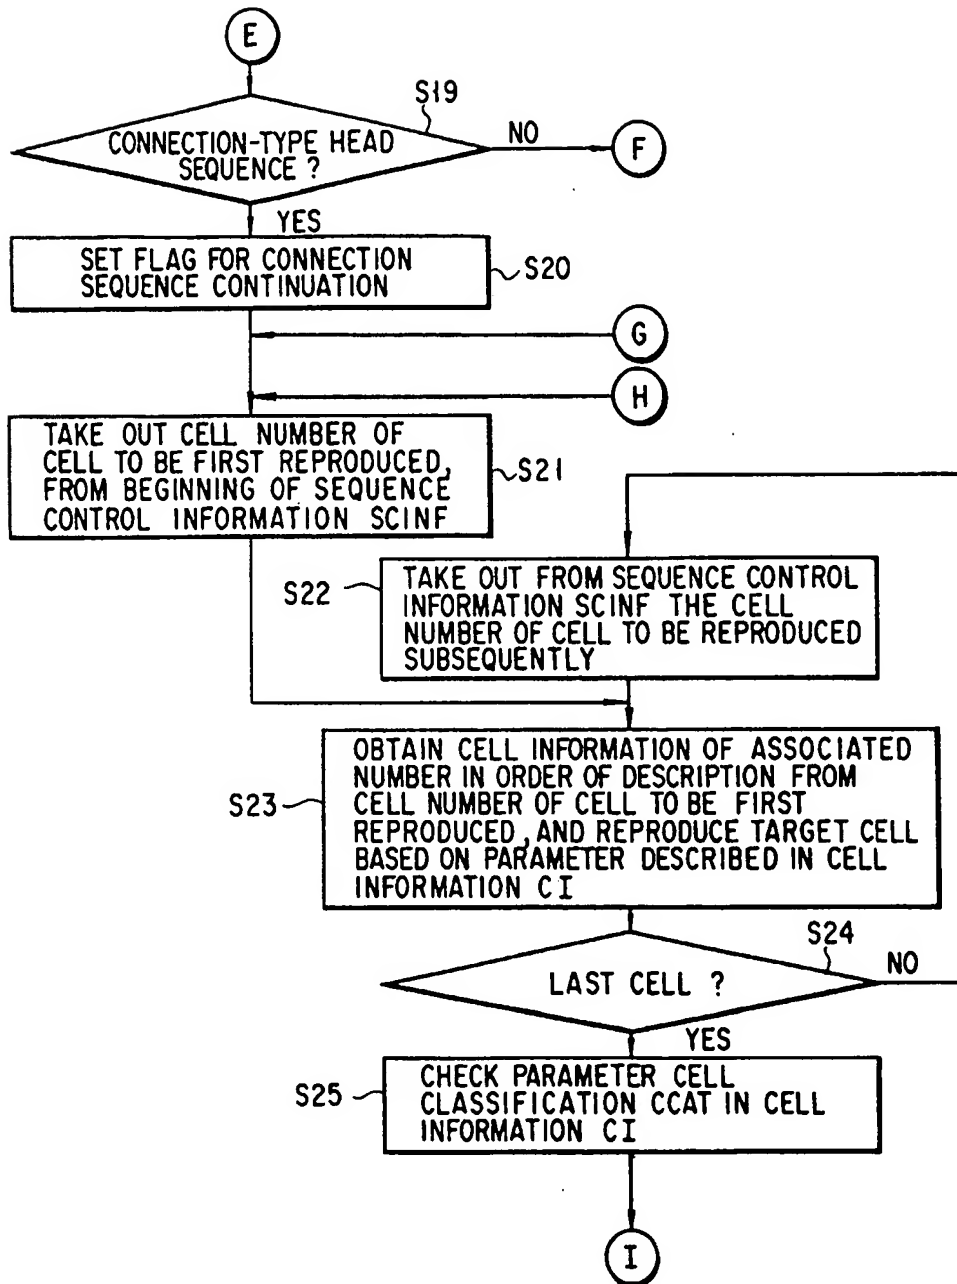 E
S19
CONNECTION-TYPE HEAD
SEQUENCE ?
NO
F
YES
SET FLAG FOR CONNECTION
SEQUENCE CONTINUATION
S20
G
H
TAKE OUT CELL NUMBER OF
CELL TO BE FIRST REPRODUCED,
FROM BEGINNING OF SEQUENCE
CONTROL INFORMATION SCINF
S21
S22
TAKE OUT FROM SEQUENCE CONTROL
INFORMATION SCINF THE CELL
NUMBER OF CELL TO BE REPRODUCED
SUBSEQUENTLY
S23
OBTAIN CELL INFORMATION OF ASSOCIATED
NUMBER IN ORDER OF DESCRIPTION FROM
CELL NUMBER OF CELL TO BE FIRST
REPRODUCED, AND REPRODUCE TARGET CELL
BASED ON PARAMETER DESCRIBED IN CELL
INFORMATION CI
S24
LAST CELL ?
NO
YES
S25
CHECK PARAMETER CELL
CLASSIFICATION CCAT IN CELL
INFORMATION CI
I